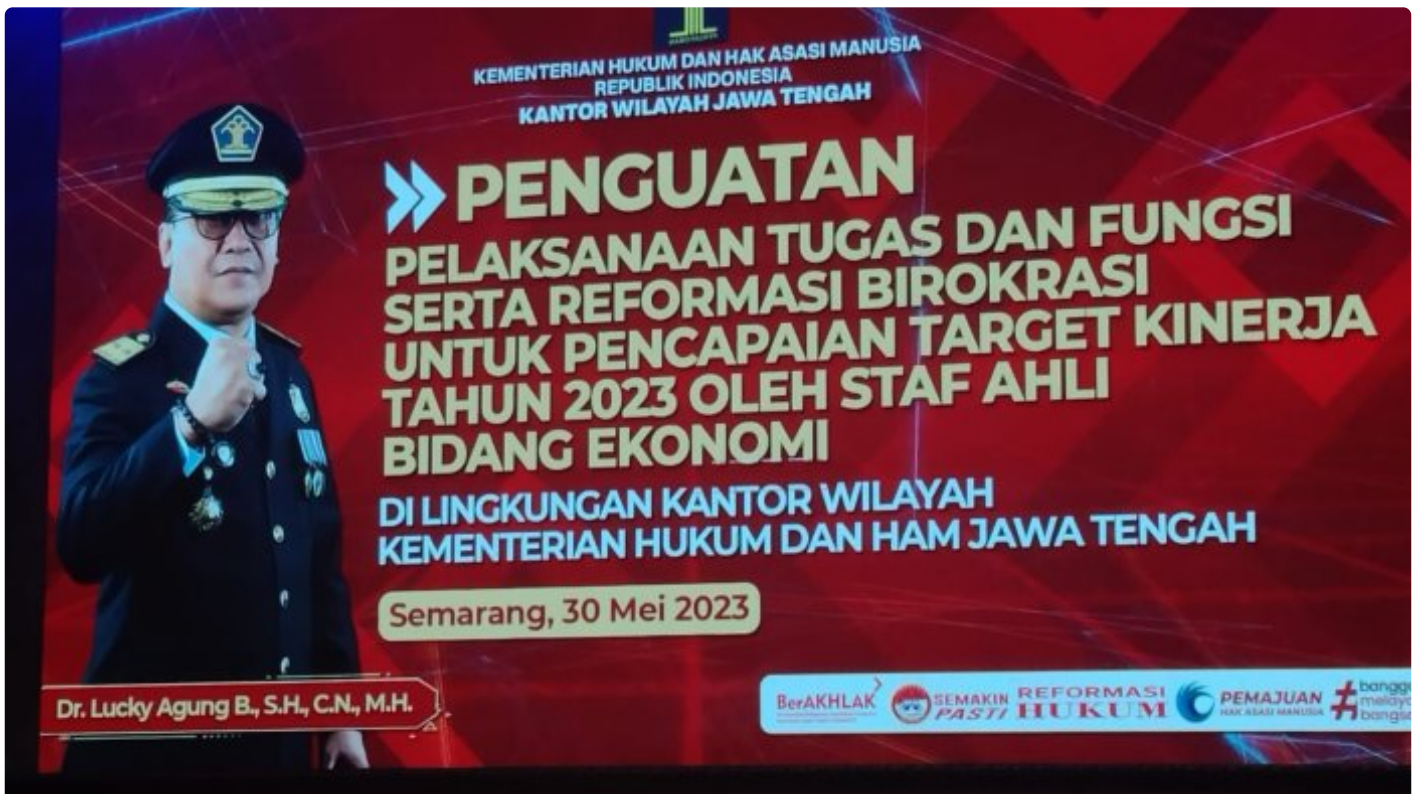 KEMENTERIAN HUKUM DAN HAK ASASI MANUSIA
REPUBLIK INDONESIA
KANTOR WILAYAH JAWA TENGAH
PENGUATAN
PELAKSANAAN TUGAS DAN FUNGSI
SERTA REFORMASI BIROKRASI
UNTUK PENCAPAIAN TARGET KINERJA
TAHUN 2023 OLEH STAF AHLI
BIDANG EKONOMI
DI LINGKUNGAN KANTOR WILAYAH
KEMENTERIAN HUKUM DAN HAM JAWA TENGAH
Semarang, 30 Mei 2023
Dr. Lucky Agung B., S.H., C.N., M.H.
BerAKHLAK
SEMAKIN
PASTI
REFORMASI
HUKUM
PEMAJUAN
HAK ASASI MANUSIA
#